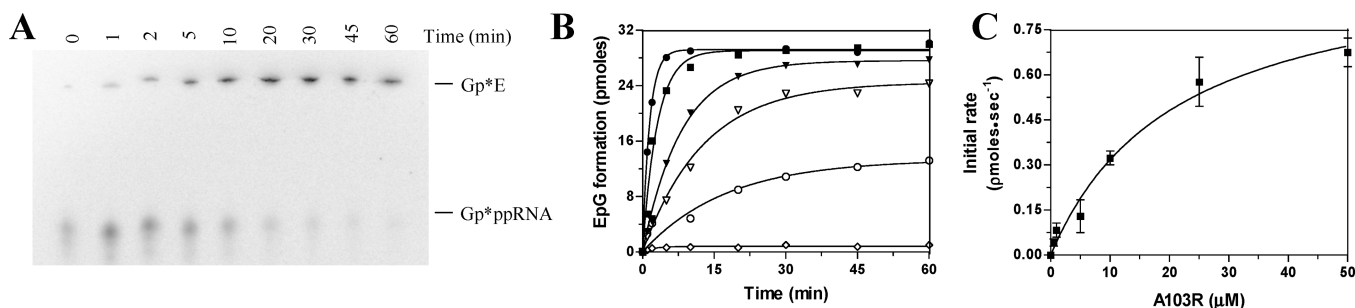 A
0 1 2 5 10 20 30 45 60 Time (min)
Gp*E
Gp*ppRNA
B
EpG formation (pmoles)
32
24
16
8
0
0 15 30 45 60
Time (min)
C
Initial rate
(ρmoles•sec⁻¹)
0.75
0.60
0.45
0.30
0.15
0.00
0 10 20 30 40 50
A103R (μM)